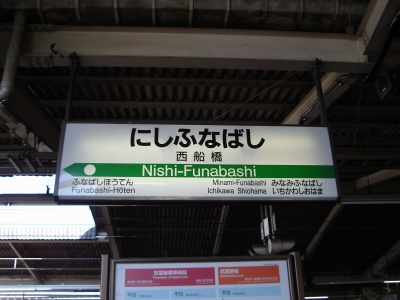 にしふなばし
西船橋
Nishi-Funabashi
ふなばしほうてん
Funabashi-Hōten
Minami-Funabashi みなみふなばし
Ichikawa Shiohama いちかわしおはま